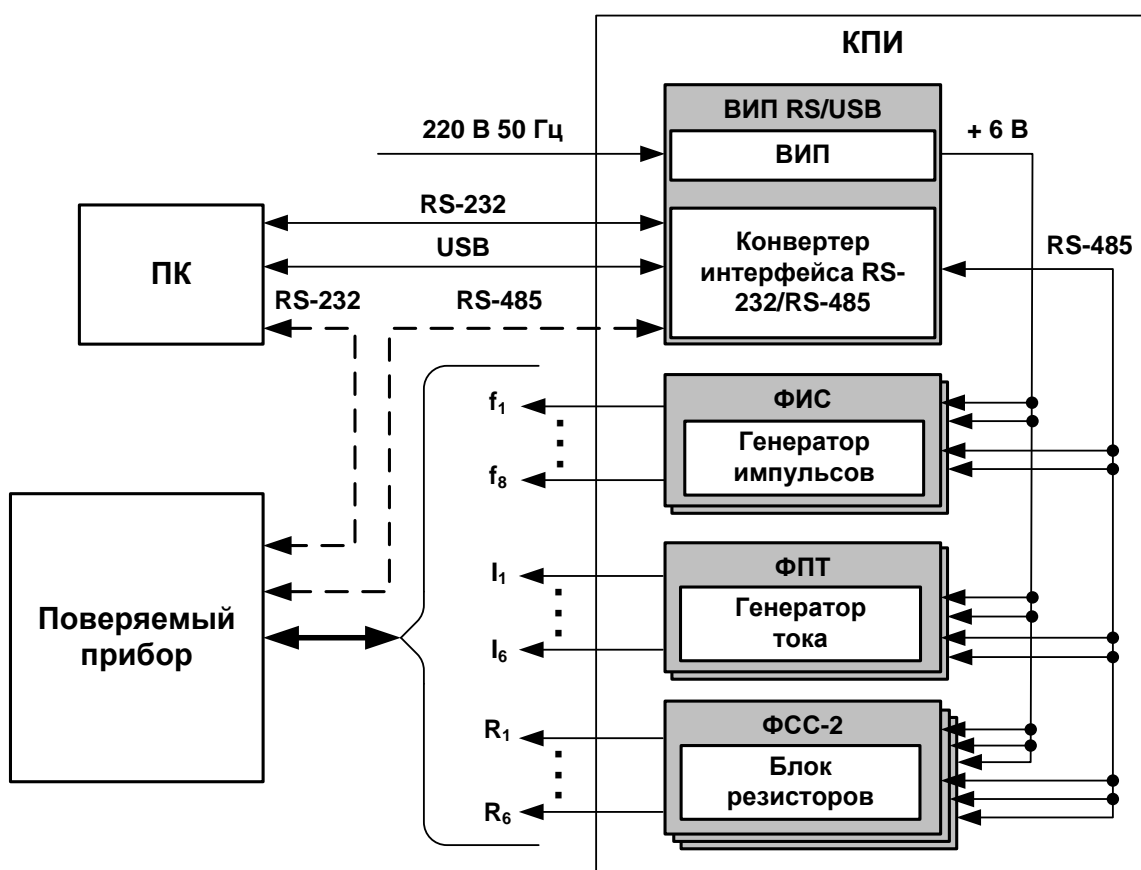 КПИ
ВИП RS/USB
220 В 50 Гц
+ 6 В
ВИП
RS-232
ПК
USB
Конвертер
интерфейса RS-
232/RS-485
RS-485
RS-232
RS-485
ФИС
f1
Генератор
импульсов
f8
ФПТ
I1
Генератор
тока
I6
Поверяемый
прибор
ФСС-2
R1
Блок
резисторов
R6